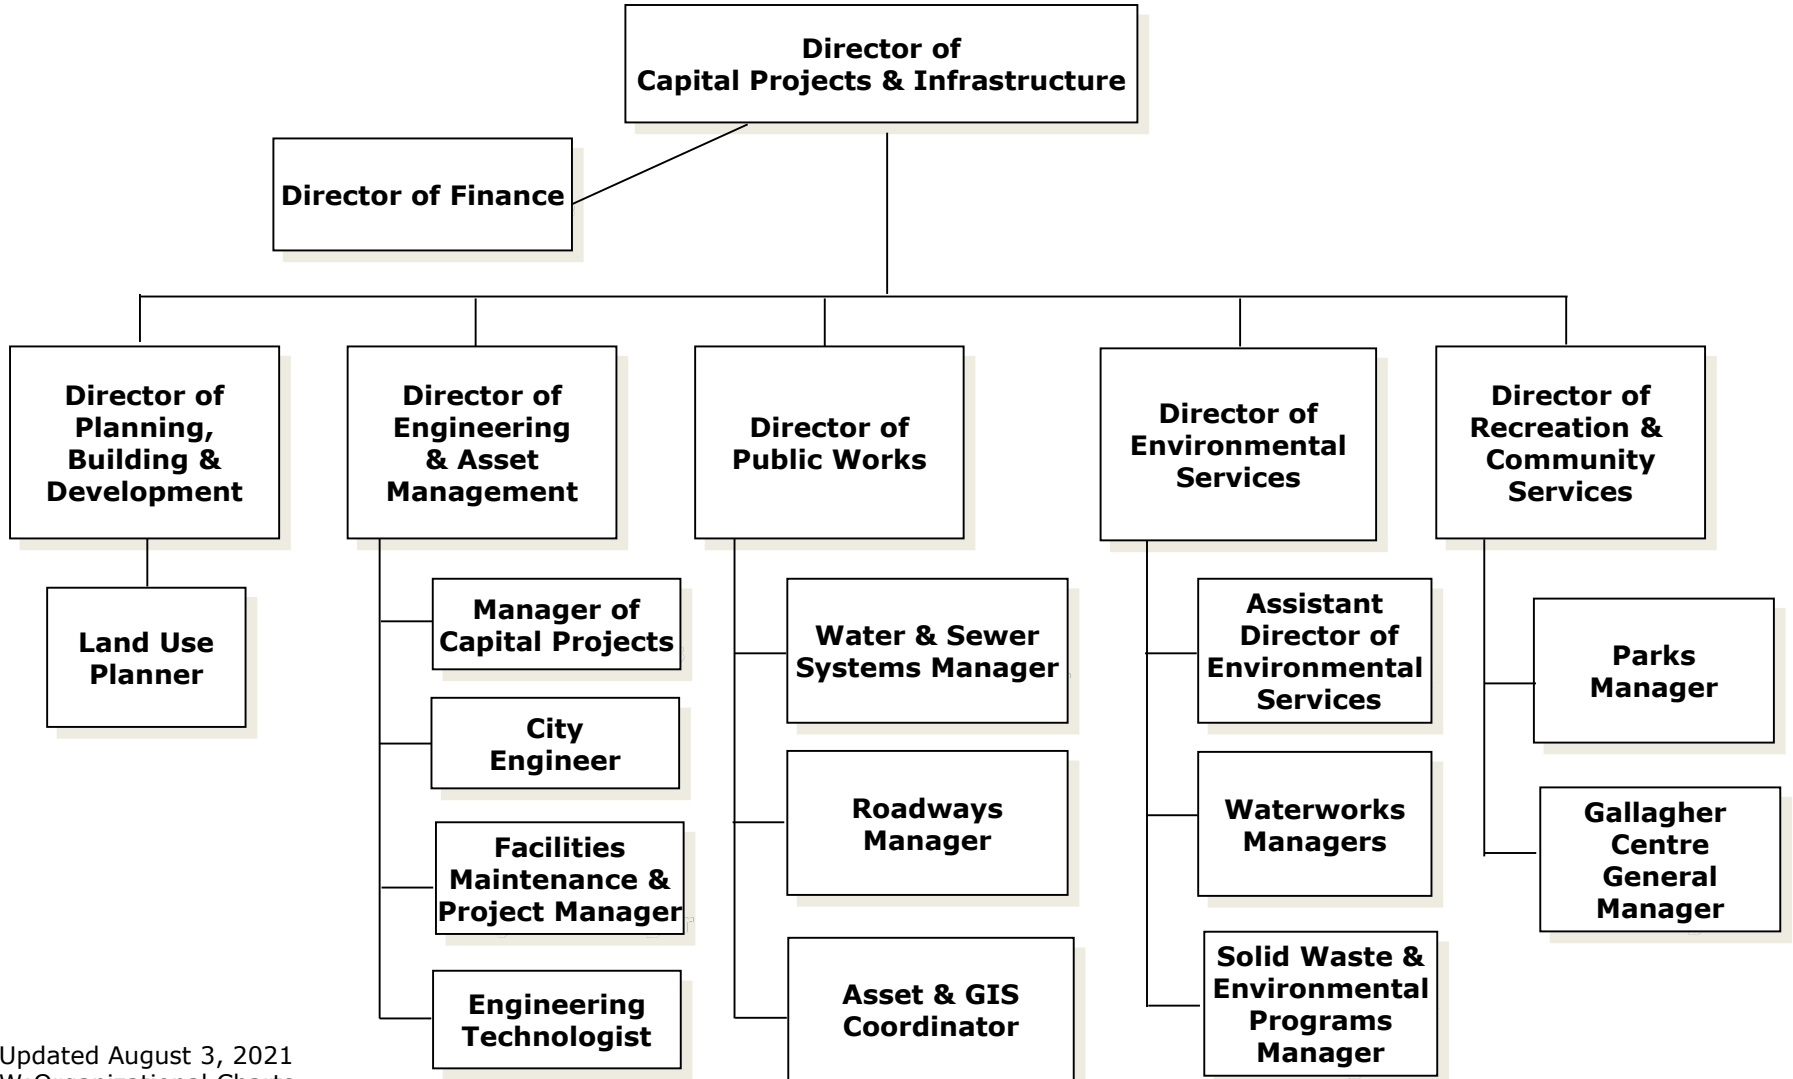 Director of
Capital Projects & Infrastructure
Director of Finance
Director of
Planning,
Building &
Development
Director of
Engineering
& Asset
Management
Director of
Public Works
Director of
Environmental
Services
Director of
Recreation &
Community
Services
Land Use
Planner
Manager of
Capital Projects
City
Engineer
Facilities
Maintenance &
Project Manager
Engineering
Technologist
Water & Sewer
Systems Manager
Roadways
Manager
Asset & GIS
Coordinator
Assistant
Director of
Environmental
Services
Waterworks
Managers
Solid Waste &
Environmental
Programs
Manager
Parks
Manager
Gallagher
Centre
General
Manager
Updated August 3, 2021